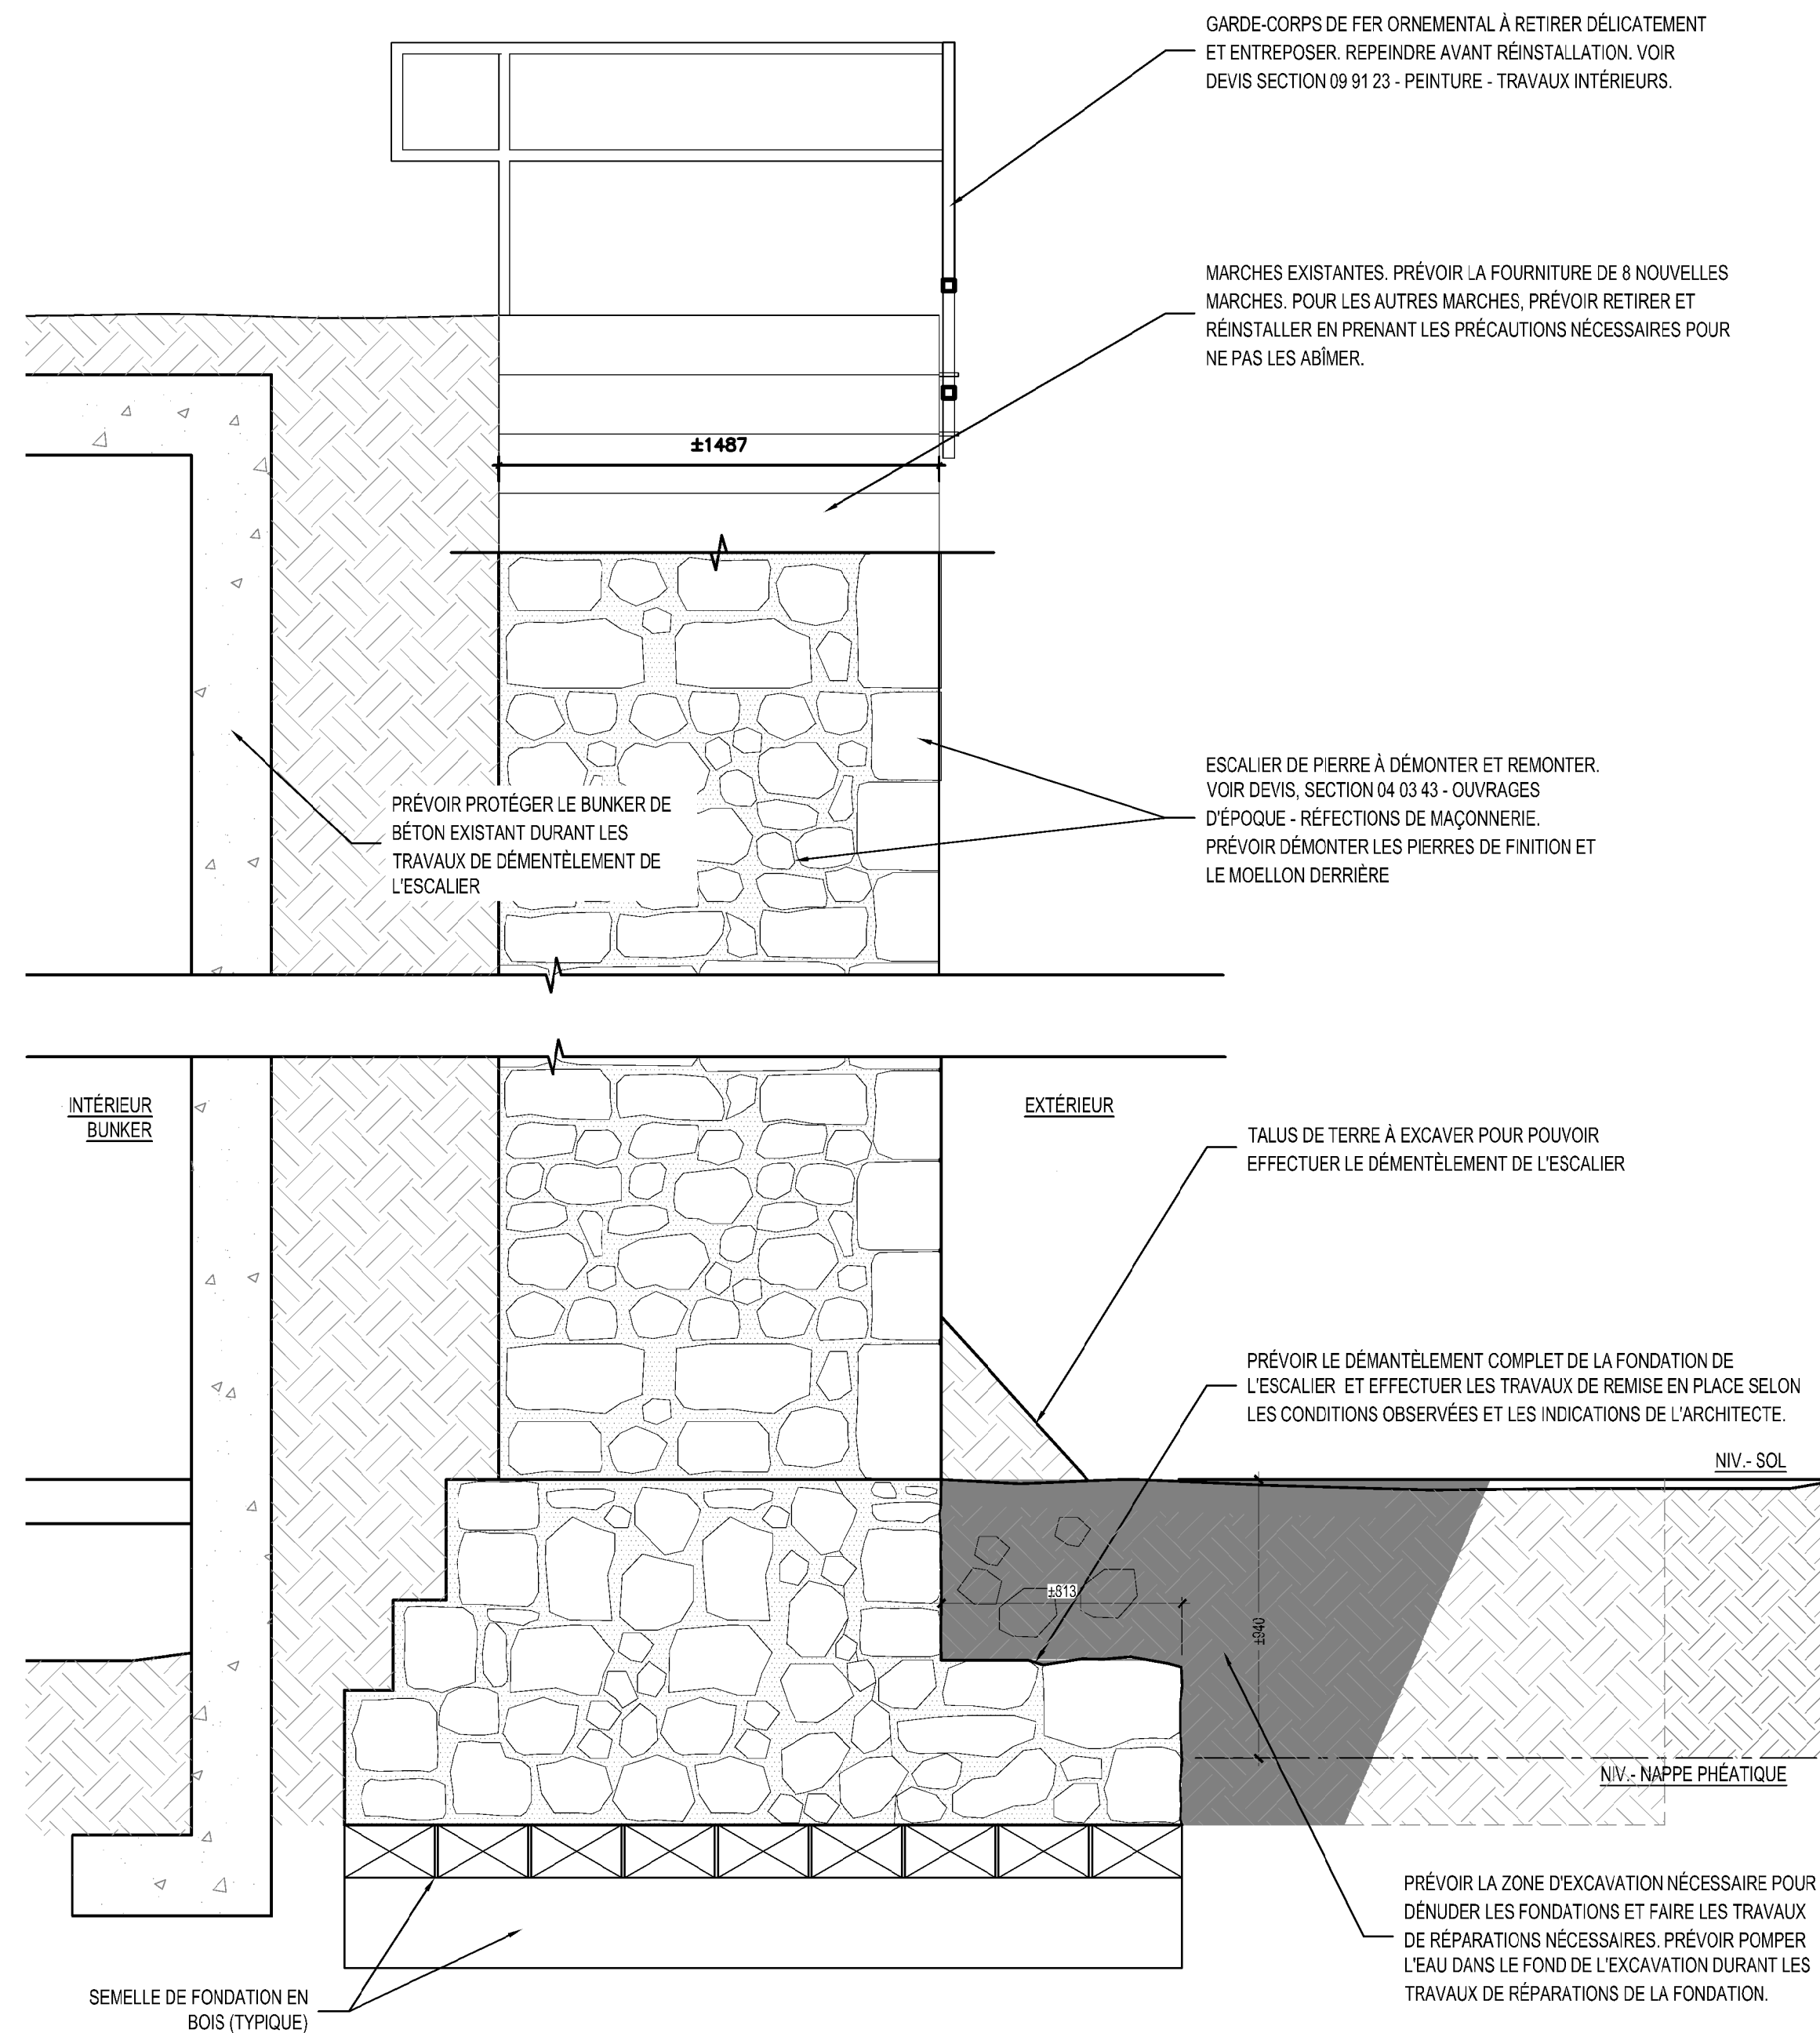 GARDE-CORPS DE FER ORNEMENTAL À RETIRER DÉLICATEMENT
ET ENTREPOSER. REPEINDRE AVANT RÉINSTALLATION. VOIR
DEVIS SECTION 09 91 23 - PEINTURE - TRAVAUX INTÉRIEURS.
MARCHES EXISTANTES. PRÉVOIR LA FOURNITURE DE 8 NOUVELLES
MARCHES. POUR LES AUTRES MARCHES, PRÉVOIR RETIRER ET
RÉINSTALLER EN PRENANT LES PRÉCAUTIONS NÉCESSAIRES POUR
NE PAS LES ABÎMER.
±1487
ESCALIER DE PIERRE À DÉMONTER ET REMONTER.
VOIR DEVIS, SECTION 04 03 43 - OUVRAGES
D'ÉPOQUE - RÉFECTIONS DE MAÇONNERIE.
PRÉVOIR DÉMONTER LES PIERRES DE FINITION ET
LE MOELLON DERRIÈRE
PRÉVOIR PROTÉGER LE BUNKER DE
BÉTON EXISTANT DURANT LES
TRAVAUX DE DÉMENTÈLEMENT DE
L'ESCALIER
INTÉRIEUR
BUNKER
EXTÉRIEUR
TALUS DE TERRE À EXCAVER POUR POUVOIR
EFFECTUER LE DÉMENTÈLEMENT DE L'ESCALIER
PRÉVOIR LE DÉMANTÈLEMENT COMPLET DE LA FONDATION DE
L'ESCALIER ET EFFECTUER LES TRAVAUX DE REMISE EN PLACE SELON
LES CONDITIONS OBSERVÉES ET LES INDICATIONS DE L'ARCHITECTE.
NIV.- SOL
±813
±940
NIV.- NAPPE PHÉATIQUE
PRÉVOIR LA ZONE D'EXCAVATION NÉCESSAIRE POUR
DÉNUDER LES FONDATIONS ET FAIRE LES TRAVAUX
DE RÉPARATIONS NÉCESSAIRES. PRÉVOIR POMPER
L'EAU DANS LE FOND DE L'EXCAVATION DURANT LES
TRAVAUX DE RÉPARATIONS DE LA FONDATION.
SEMELLE DE FONDATION EN
BOIS (TYPIQUE)